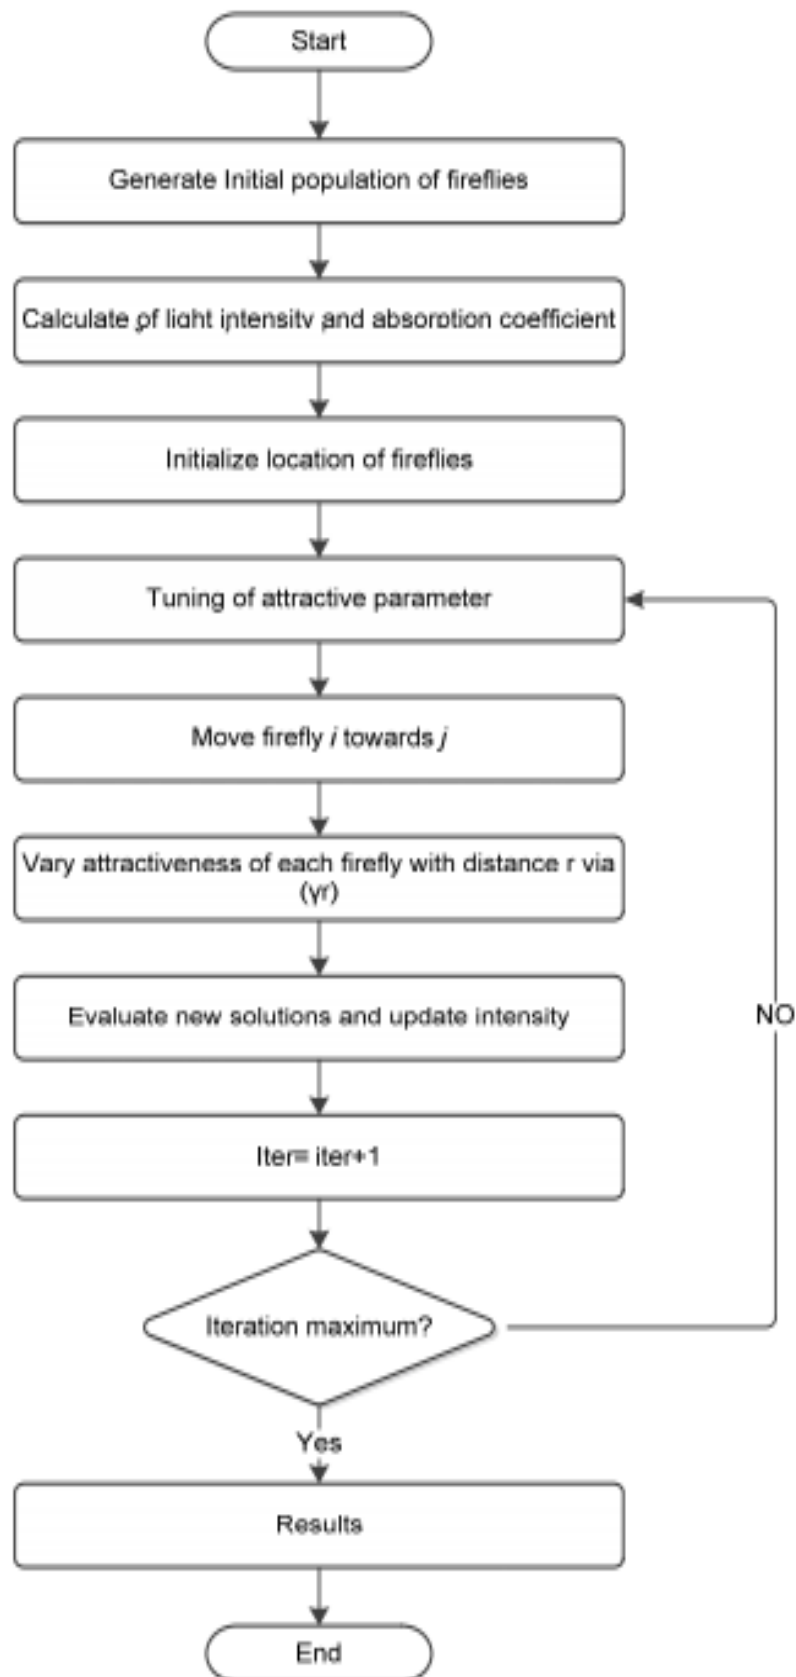 Start
Generate Initial population of fireflies
Calculate of light intensity and absorption coefficient
Initialize location of fireflies
Tuning of attractive parameter
Move firefly i towards j
Vary attractiveness of each firefly with distance r via
(γr)
Evaluate new solutions and update intensity
NO
Iter= iter+1
Iteration maximum?
Yes
Results
End